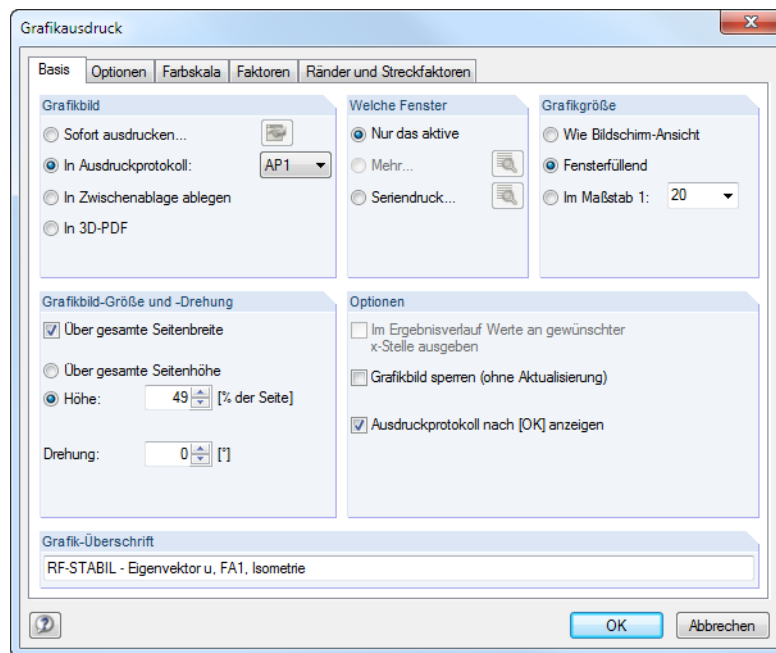 Grafikausdruck
Basis
Optionen
Farbskala
Faktoren
Ränder und Streckfaktoren
Grafikbild
Sofort ausdrucken...
In Ausdruckprotokoll:
AP1
In Zwischenablage ablegen
In 3D-PDF
Welche Fenster
Nur das aktive
Mehr...
Seriendruck...
Grafikgröße
Wie Bildschim-Ansicht
Fensterfüllend
Im Maßstab 1:
20
Grafikbild-Größe und -Drehung
Über gesamte Seitenbreite
Über gesamte Seitenhöhe
Höhe:
49
[% der Seite]
Drehung:
0
[°]
Optionen
Im Ergebnisverlauf Werte an gewünschter
x-Stelle ausgeben
Grafikbild sperren (ohne Aktualisierung)
Ausdruckprotokoll nach [OK] anzeigen
Grafik-Überschrift
RF-STABIL - Eigenvektor u, FA1, Isometrie
OK
Abbrechen